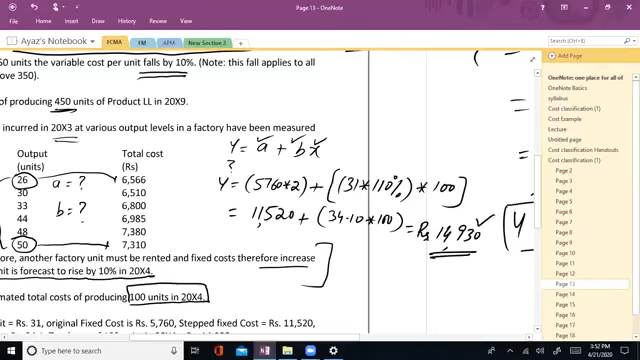 Page 13 - OneNote
Ayaz's Notebook
FCMA
FM
AFM
New Section 3
50 units the variable cost per unit falls by 10%. (Note: this fall applies to all
bove 350).
of producing 450 units of Product LL in 20X9.
incurred in 20X3 at various output levels in a factory have been measured
Output Total cost
(units) (Rs)
26 6,566
30 6,510
33 6,800
44 6,985
48 7,380
50 7,310
a = ?
b = ?
Y = a + b x
?
Y = (5760*2) + [(31*110%) * 100]
= 11520 + (34.10*100) = Rs 14,930
(Y
=
=
=
ore, another factory unit must be rented and fixed costs therefore increase
unit is forecast to rise by 10% in 20X4.
mated total costs of producing 100 units in 20X4.
nit = Rs. 31, original Fixed Cost is Rs. 5,760, Stepped fixed Cost = Rs. 11,520,
Add Page
OneNote: one place for all of
OneNote Basics
syllabus
Cost classification (1)
Cost Example
Lecture
Untitled Page
Cost classification Handouts
Cost classification (2)
Page 2
Page 3
Page 4
Page 5
Page 6
Page 7
Page 8
Page 9
Page 10
Page 11
Page 12
Page 13
Page 14
Page 15
Page 16
Page 17
Page 18
Type here to search
3:52 PM
4/21/2020